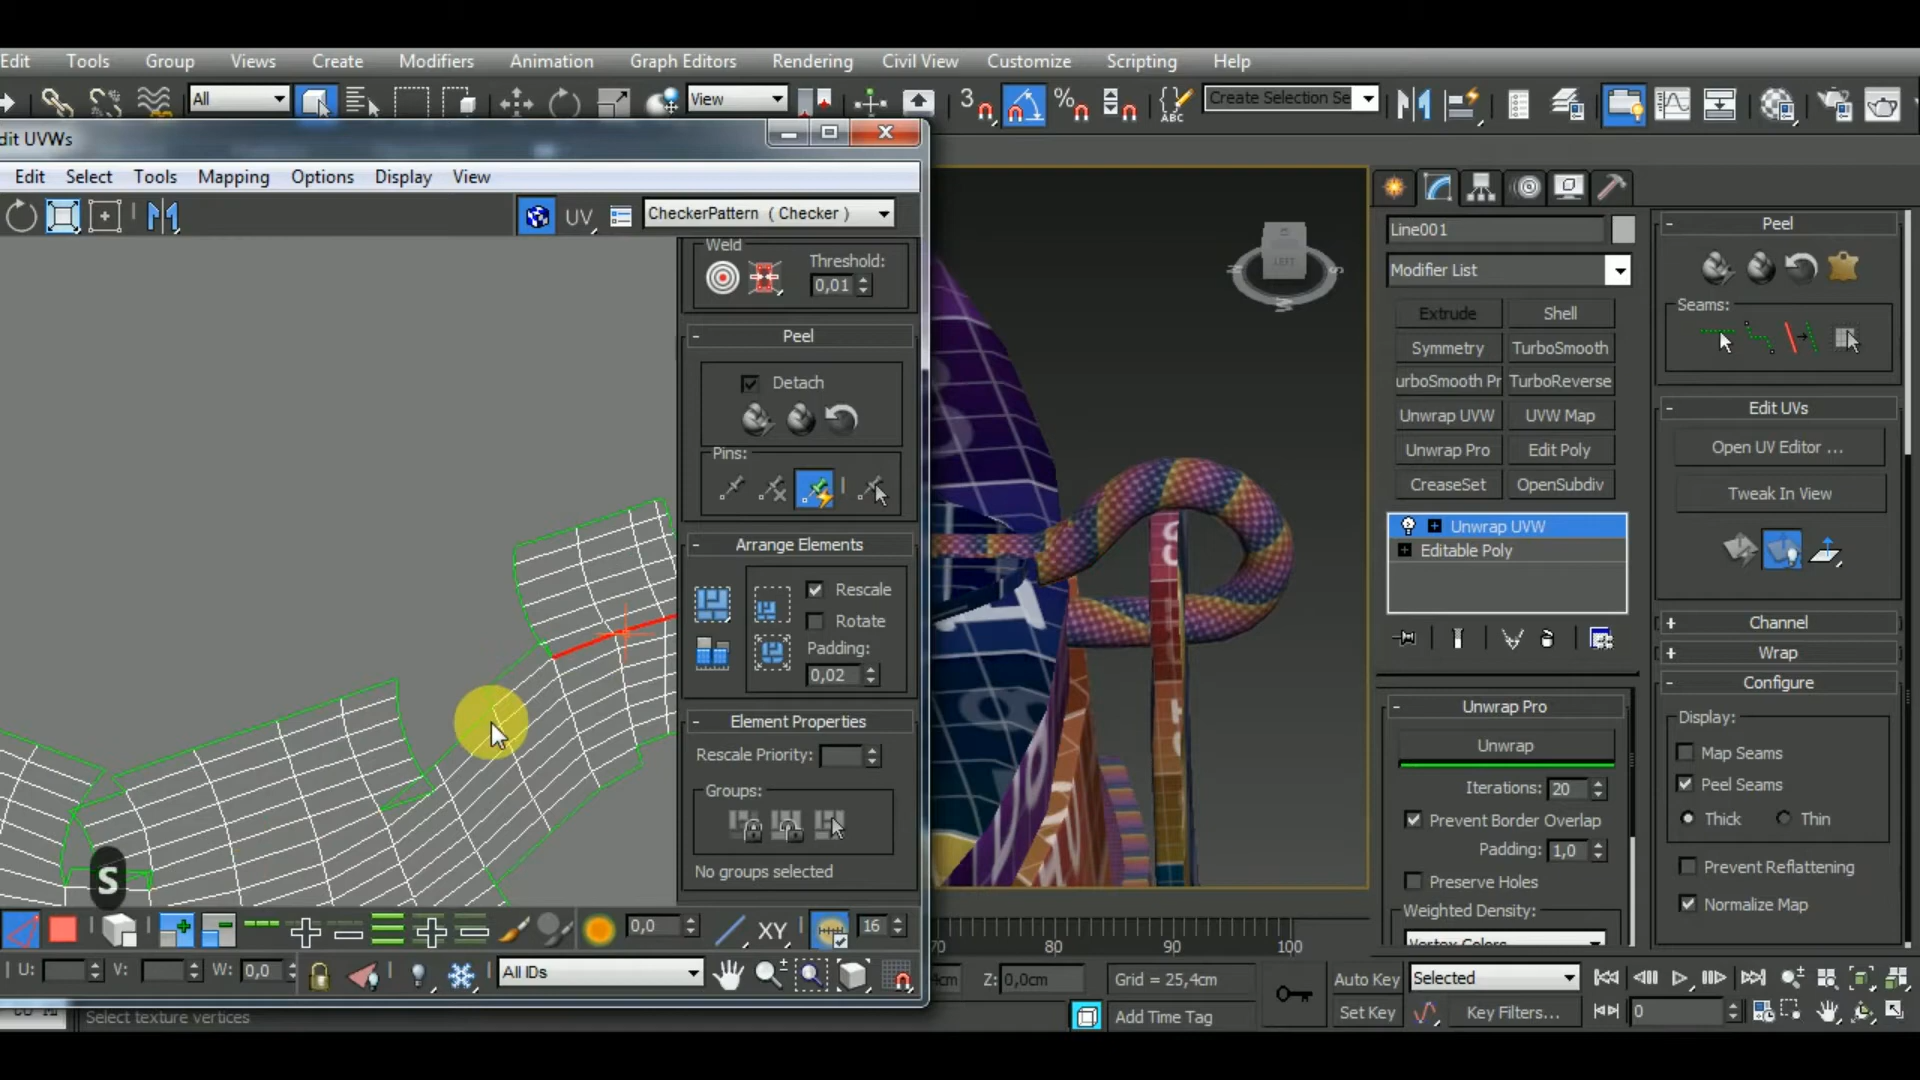 Edit Tools Group Views Create Modifiers Animation Graph Editors Rendering Civil View Customize Scripting Help
All View 3 % ABC Create Selection Se
dit UVWs
Edit Select Tools Mapping Options Display View
UV CheckerPattern ( Checker )
Weld
Threshold:
0,01
- Peel
Detach
Pins:
- Arrange Elements
Rescale
Rotate
Padding:
0,02
- Element Properties
Rescale Priority:
Groups:
No groups selected
S
0,0 XY 16
U: V: W: 0,0 All IDs
Select texture vertices
LEFT
W
S
70 80 90 100
4cm Z: 0,0cm Grid = 25,4cm
Add Time Tag
Auto Key Selected
Set Key Key Filters... 0
Line001
Modifier List
Extrude Shell
Symmetry TurboSmooth
urboSmooth Pr TurboReverse
Unwrap UVW UVW Map
Unwrap Pro Edit Poly
CreaseSet OpenSubdiv
Unwrap UVW
Editable Poly
- Unwrap Pro
Unwrap
Iterations: 20
Prevent Border Overlap
Padding: 1,0
Preserve Holes
Weighted Density:
Vertex Colors
- Peel
Seams:
- Edit UVs
Open UV Editor ...
Tweak In View
+ Channel
+ Wrap
- Configure
Display:
Map Seams
Peel Seams
Thick Thin
Prevent Reflattening
Normalize Map